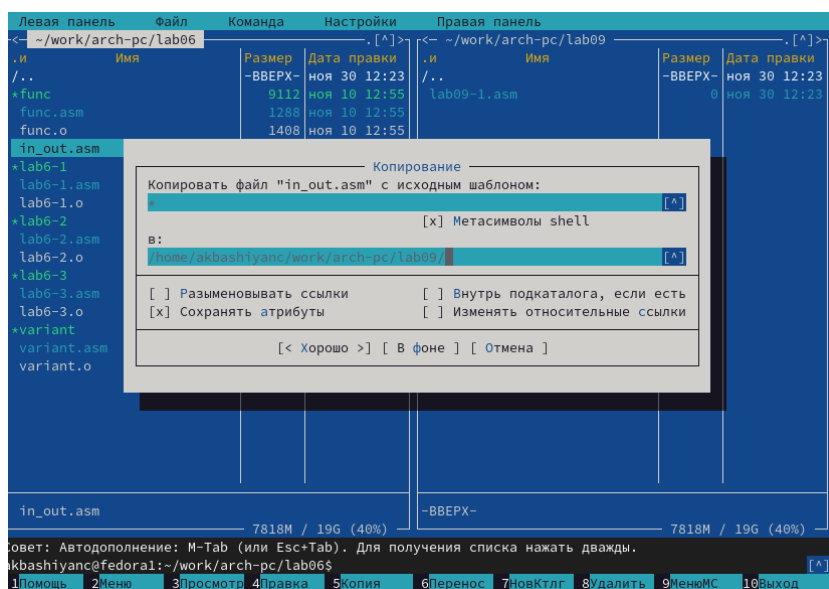 Левая панель Файл Команда Настройки Правая панель
<— ~/work/arch-pc/lab06 .[^]> <— ~/work/arch-pc/lab09 .[^]>
.и Имя Размер Дата правки .и Имя Размер Дата правки
/.. -ВВЕРХ- ноя 30 12:23 /.. -ВВЕРХ- ноя 30 12:23
*func 9112 ноя 10 12:55 lab09-1.asm 0 ноя 30 12:23
func.asm 1288 ноя 10 12:55
func.o 1408 ноя 10 12:55
in_out.asm
*lab6-1
lab6-1.asm
lab6-1.o
*lab6-2
lab6-2.asm
lab6-2.o
*lab6-3
lab6-3.asm
lab6-3.o
*variant
variant.asm
variant.o
Копирование
Копировать файл "in_out.asm" с исходным шаблоном:
* [^]
[x] Метасимволы shell
в:
/home/akbashiyanc/work/arch-pc/lab09/ [^]
[ ] Разыменовывать ссылки [ ] Внутрь подкаталога, если есть
[x] Сохранять атрибуты [ ] Изменять относительные ссылки
[< Хорошо >] [ В фоне ] [ Отмена ]
in_out.asm -ВВЕРХ-
7818M / 19G (40%) 7818M / 19G (40%)
Совет: Автодополнение: M-Tab (или Esc+Tab). Для получения списка нажать дважды.
akbashiyanc@fedora1:~/work/arch-pc/lab06$ [^]
1Помощь 2Меню 3Просмотр 4Правка 5Копия 6Перенос 7НовКтлг 8Удалить 9МенюMC 10Выход